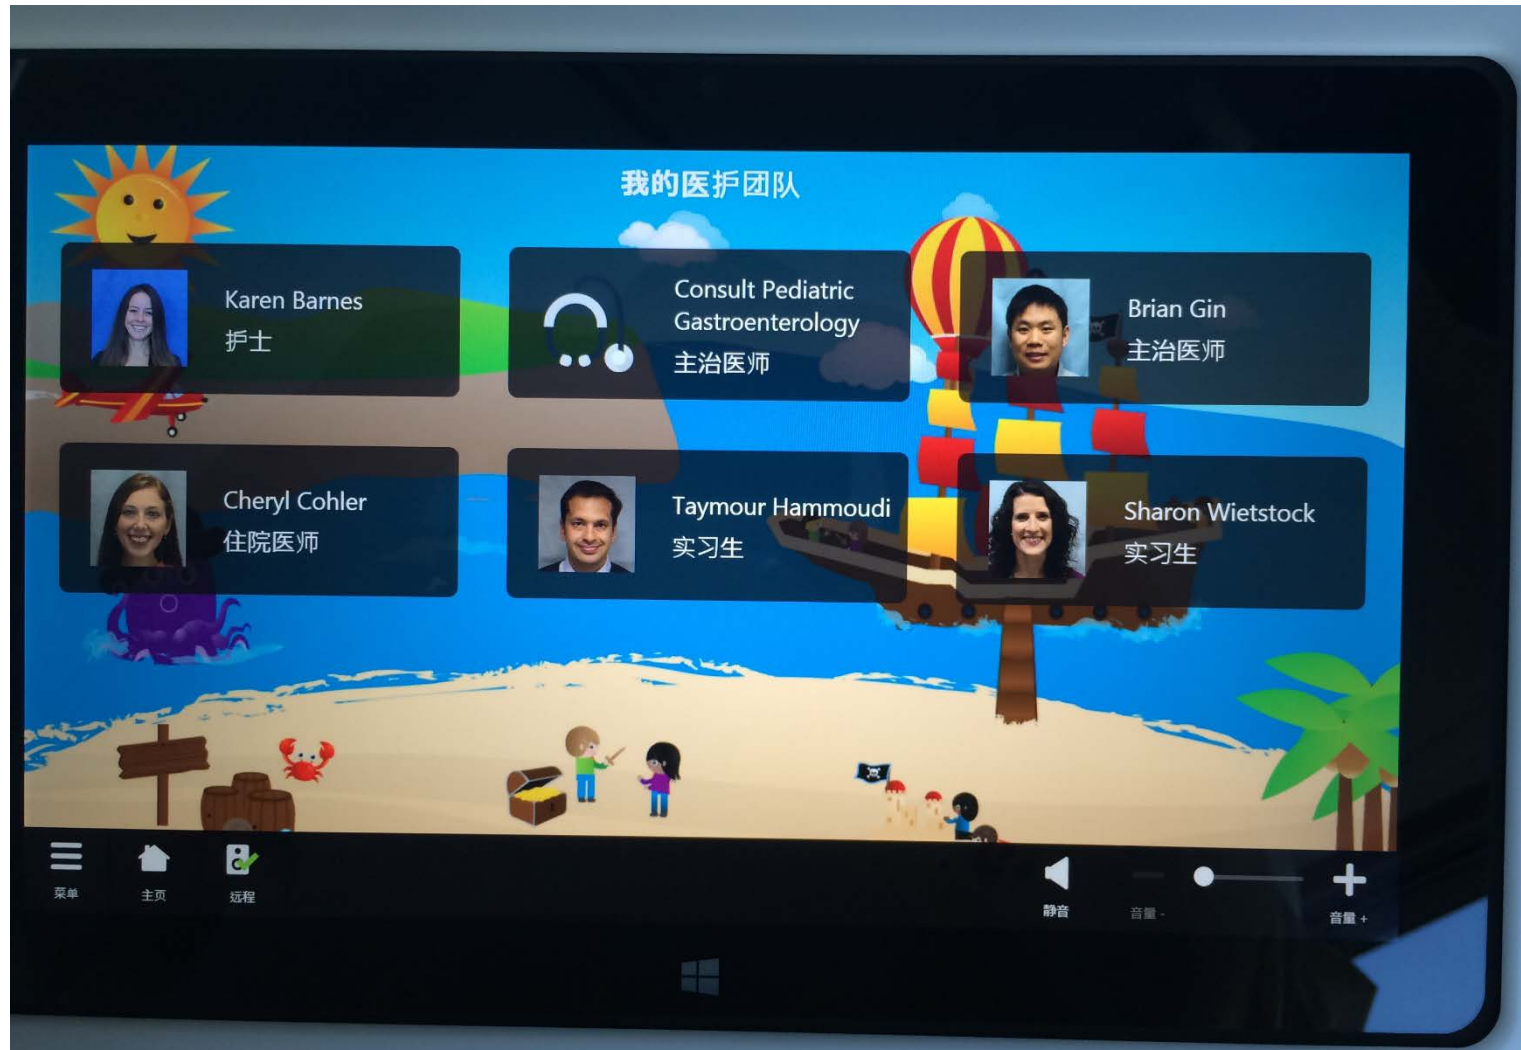 我的医护团队
Karen Barnes
护士
Consult Pediatric
Gastroenterology
主治医师
Brian Gin
主治医师
Cheryl Cohler
住院医师
Taymour Hammoudi
实习生
Sharon Wietstock
实习生
菜单
主页
远程
静音
音量 -
音量 +